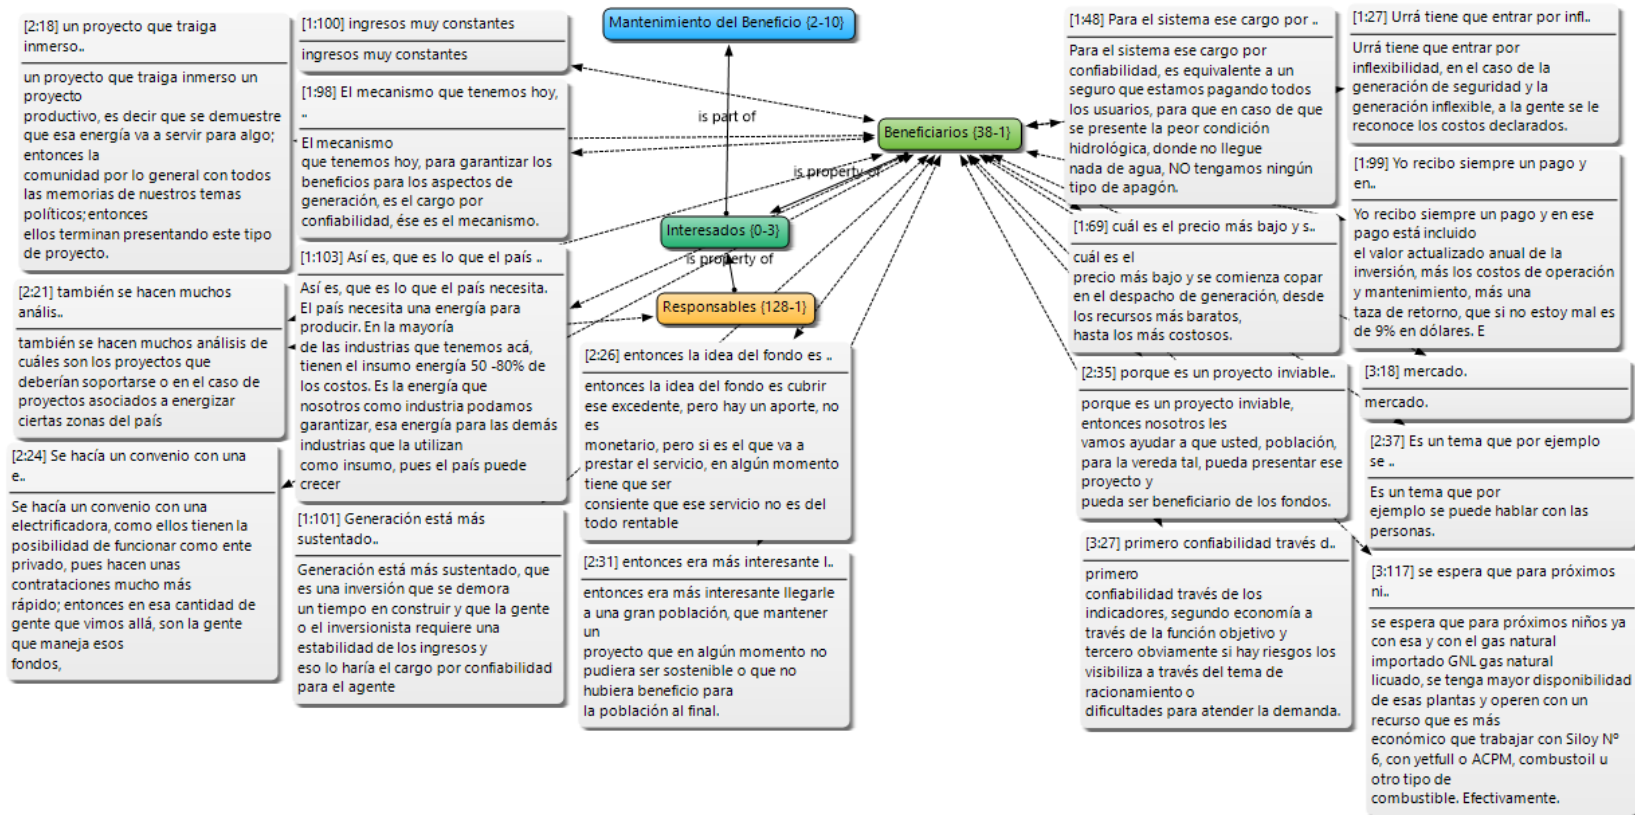 [2:18] un proyecto que traiga
inmerso..
un proyecto que traiga inmerso un
proyecto
productivo, es decir que se demuestre
que esa energía va a servir para algo;
entonces la
comunidad por lo general con todos
las memorias de nuestros temas
políticos; entonces
ellos terminan presentando este tipo
de proyecto.
[2:21] también se hacen muchos
anális..
también se hacen muchos análisis de
cuáles son los proyectos que
deberían soportarse o en el caso de
proyectos asociados a energizar
ciertas zonas del país
[2:24] Se hacía un convenio con una
e..
Se hacía un convenio con una
electrificadora, como ellos tienen la
posibilidad de funcionar como ente
privado, pues hacen unas
contrataciones mucho más
rápido; entonces en esa cantidad de
gente que vimos allá, son la gente
que maneja esos
fondos,
[1:100] ingresos muy constantes
ingresos muy constantes
[1:98] El mecanismo que tenemos hoy,
..
El mecanismo
que tenemos hoy, para garantizar los
beneficios para los aspectos de
generación, es el cargo por
confiabilidad, ése es el mecanismo.
[1:103] Así es, que es lo que el país ..
Así es, que es lo que el país necesita.
El país necesita una energía para
producir. En la mayoría
de las industrias que tenemos acá,
tienen el insumo energía 50 -80% de
los costos. Es la energía que
nosotros como industria podamos
garantizar, esa energía para las demás
industrias que la utilizan
como insumo, pues el país puede
crecer
[1:101] Generación está más
sustentado..
Generación está más sustentado, que
es una inversión que se demora
un tiempo en construir y que la gente
o el inversionista requiere una
estabilidad de los ingresos y
eso lo haría el cargo por confiabilidad
para el agente
Mantenimiento del Beneficio {2-10}
is part of
Beneficiarios {38-1}
is property of
Interesados {0-3}
is property of
Responsables {128-1}
[2:26] entonces la idea del fondo es ..
entonces la idea del fondo es cubrir
ese excedente, pero hay un aporte, no
es
monetario, pero si es el que va a
prestar el servicio, en algún momento
tiene que ser
consiente que ese servicio no es del
todo rentable
[2:31] entonces era más interesante l..
entonces era más interesante llegarle
a una gran población, que mantener
un
proyecto que en algún momento no
pudiera ser sostenible o que no
hubiera beneficio para
la población al final.
[1:48] Para el sistema ese cargo por ..
Para el sistema ese cargo por
confiabilidad, es equivalente a un
seguro que estamos pagando todos
los usuarios, para que en caso de que
se presente la peor condición
hidrológica, donde no llegue
nada de agua, NO tengamos ningún
tipo de apagón.
[1:69] cuál es el precio más bajo y s..
cuál es el
precio más bajo y se comienza copar
en el despacho de generación, desde
los recursos más baratos,
hasta los más costosos.
[2:35] porque es un proyecto inviable..
porque es un proyecto inviable,
entonces nosotros les
vamos ayudar a que usted, población,
para la vereda tal, pueda presentar ese
proyecto y
pueda ser beneficiario de los fondos.
[3:27] primero confiabilidad través d..
primero
confiabilidad través de los
indicadores, segundo economía a
través de la función objetivo y
tercero obviamente si hay riesgos los
visibiliza a través del tema de
racionamiento o
dificultades para atender la demanda.
[1:27] Urrá tiene que entrar por infl..
Urrá tiene que entrar por
inflexibilidad, en el caso de la
generación de seguridad y la
generación inflexible, a la gente se le
reconoce los costos declarados.
[1:99] Yo recibo siempre un pago y
en..
Yo recibo siempre un pago y en ese
pago está incluido
el valor actualizado anual de la
inversión, más los costos de operación
y mantenimiento, más una
taza de retorno, que si no estoy mal es
de 9% en dólares. E
[3:18] mercado.
mercado.
[2:37] Es un tema que por ejemplo
se ..
Es un tema que por
ejemplo se puede hablar con las
personas.
[3:117] se espera que para próximos
ni..
se espera que para próximos niños ya
con esa y con el gas natural
importado GNL gas natural
licuado, se tenga mayor disponibilidad
de esas plantas y operen con un
recurso que es más
económico que trabajar con Siloy Nº
6, con yetfull o ACPM, combustoil u
otro tipo de
combustible. Efectivamente.